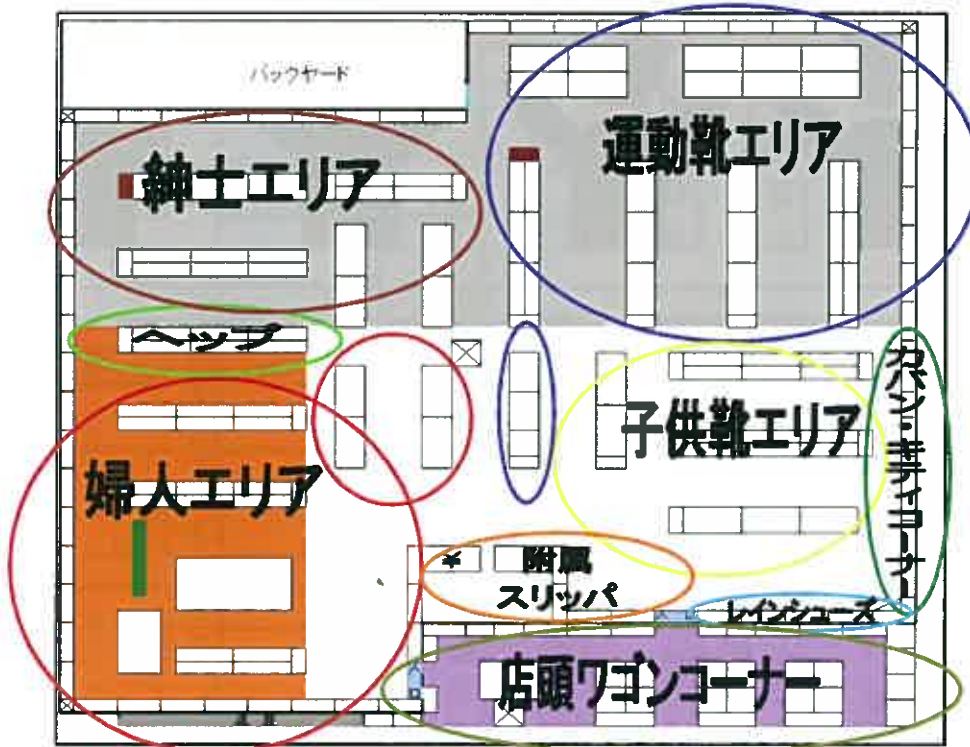 バックヤード
運動靴エリア
紳士エリア
ヘップ
カバン・キティコーナー
子供靴エリア
婦人エリア
¥
附属
スリッパ
レインシューズ
店頭ワゴンコーナー